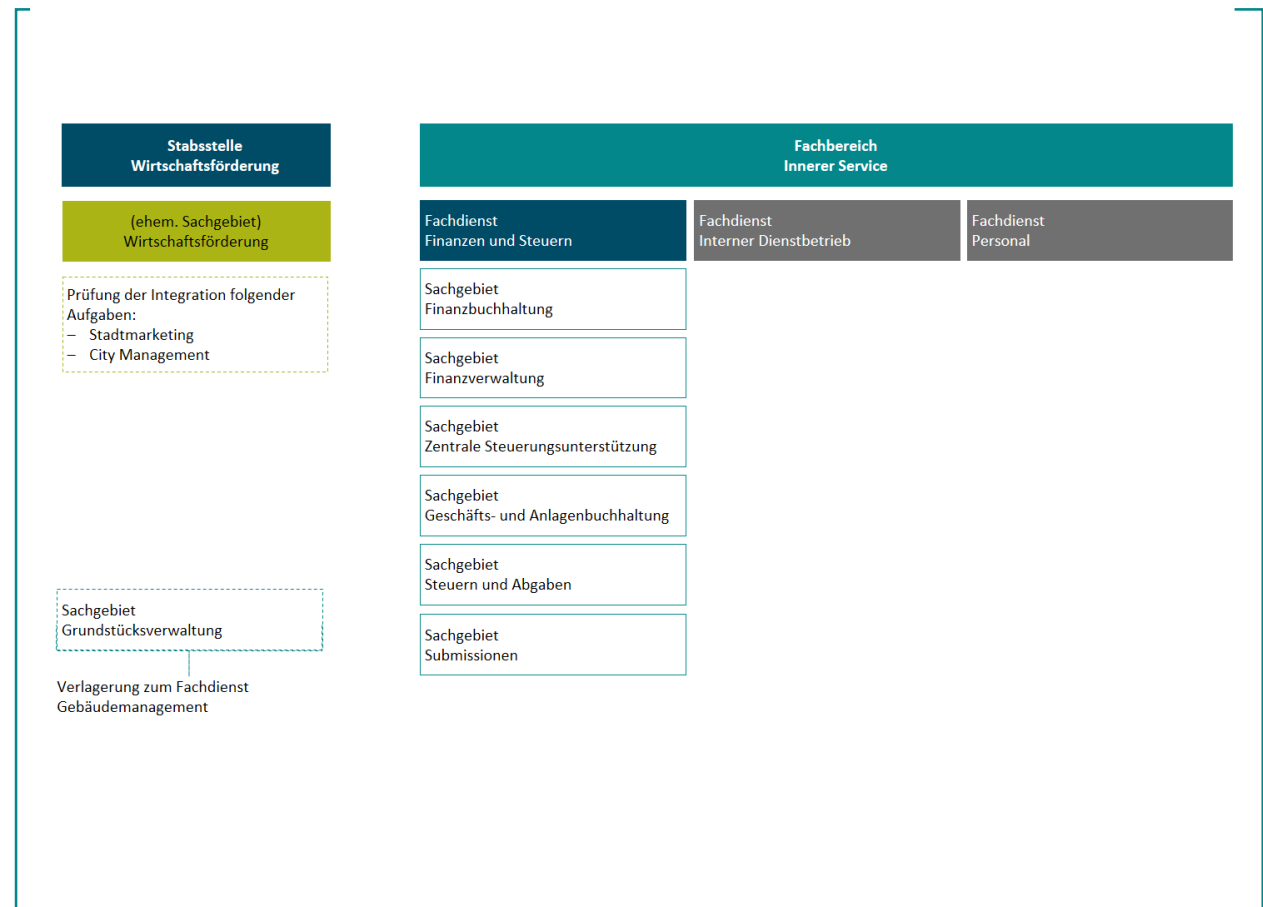 Stabsstelle
Wirtschaftsförderung
(ehem. Sachgebiet)
Wirtschaftsförderung
Prüfung der Integration folgender
Aufgaben:
– Stadtmarketing
– City Management
Sachgebiet
Grundstücksverwaltung
Verlagerung zum Fachdienst
Gebäudemanagement
Fachbereich
Innerer Service
Fachdienst
Finanzen und Steuern
Sachgebiet
Finanzbuchhaltung
Sachgebiet
Finanzverwaltung
Sachgebiet
Zentrale Steuerungsunterstützung
Sachgebiet
Geschäfts- und Anlagenbuchhaltung
Sachgebiet
Steuern und Abgaben
Sachgebiet
Submissionen
Fachdienst
Interner Dienstbetrieb
Fachdienst
Personal